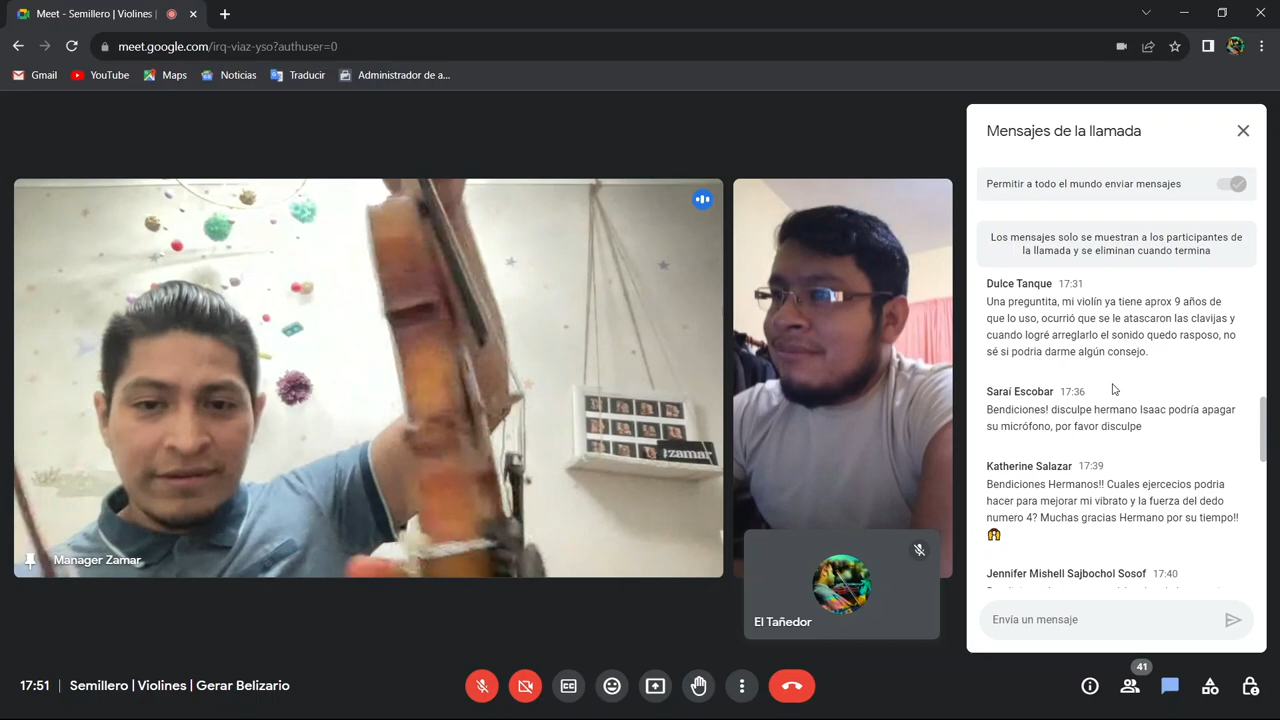 Meet - Semillero | Violines |
meet.google.com/irq-viaz-yso?authuser=0
Gmail YouTube Maps Noticias Traducir Administrador de a...
Mensajes de la llamada
Permitir a todo el mundo enviar mensajes
Los mensajes solo se muestran a los participantes de
la llamada y se eliminan cuando termina
Dulce Tanque 17:31
Una preguntita, mi violín ya tiene aprox 9 años de
que lo uso, ocurrió que se le atascaron las clavijas y
cuando logré arreglarlo el sonido quedo rasposo, no
sé si podria darme algún consejo.
Saraí Escobar 17:36
Bendiciones! disculpe hermano Isaac podría apagar
su micrófono, por favor disculpe
Katherine Salazar 17:39
Bendiciones Hermanos!! Cuales ejercecios podria
hacer para mejorar mi vibrato y la fuerza del dedo
numero 4? Muchas gracias Hermano por su tiempo!!
Jennifer Mishell Sajbochol Sosof 17:40
Envía un mensaje
zamar
Manager Zamar
El Tañedor
17:51 | Semillero | Violines | Gerar Belizario
41